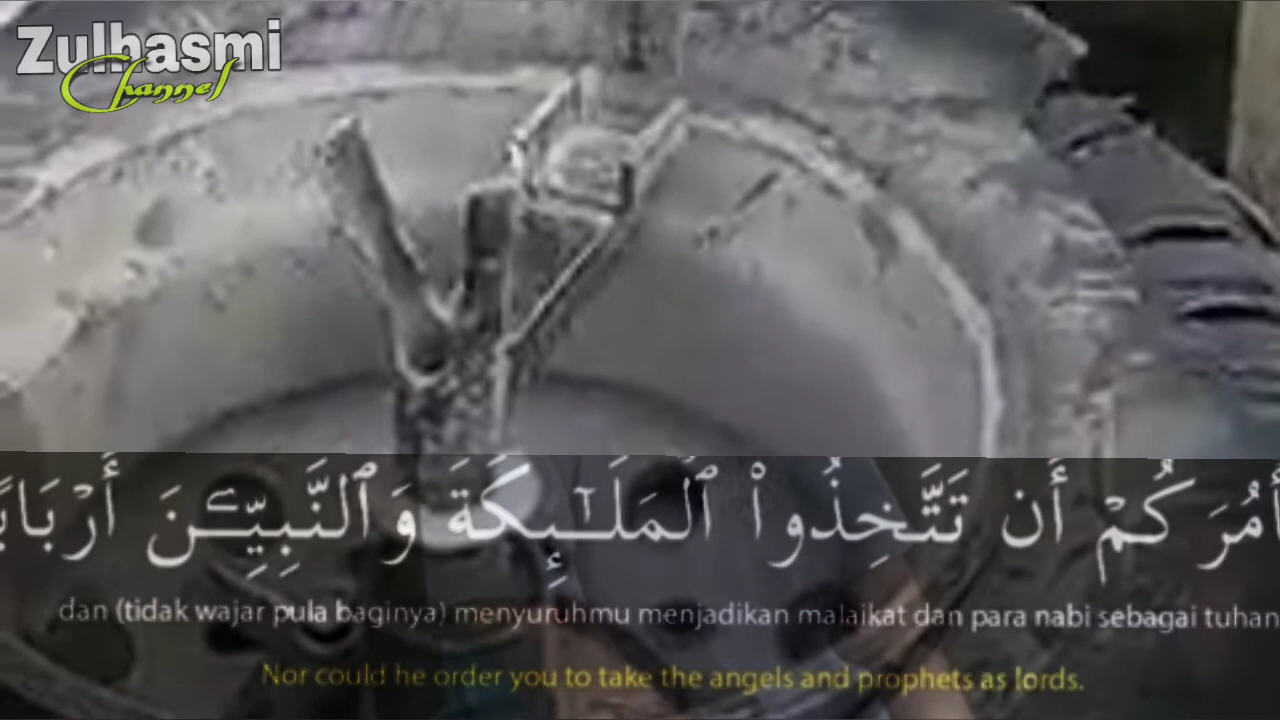 Zulhasmi
Channel
أَن تَتَّخِذُوا۟ ٱلْمَلَـٰٓئِكَةَ وَٱلنَّبِيِّـۧنَ
dan (tidak wajar pula baginya) menyuruhmu menjadikan malaikat dan para nabi sebagai tuhan
Nor could he order you to take the angels and prophets as lords.